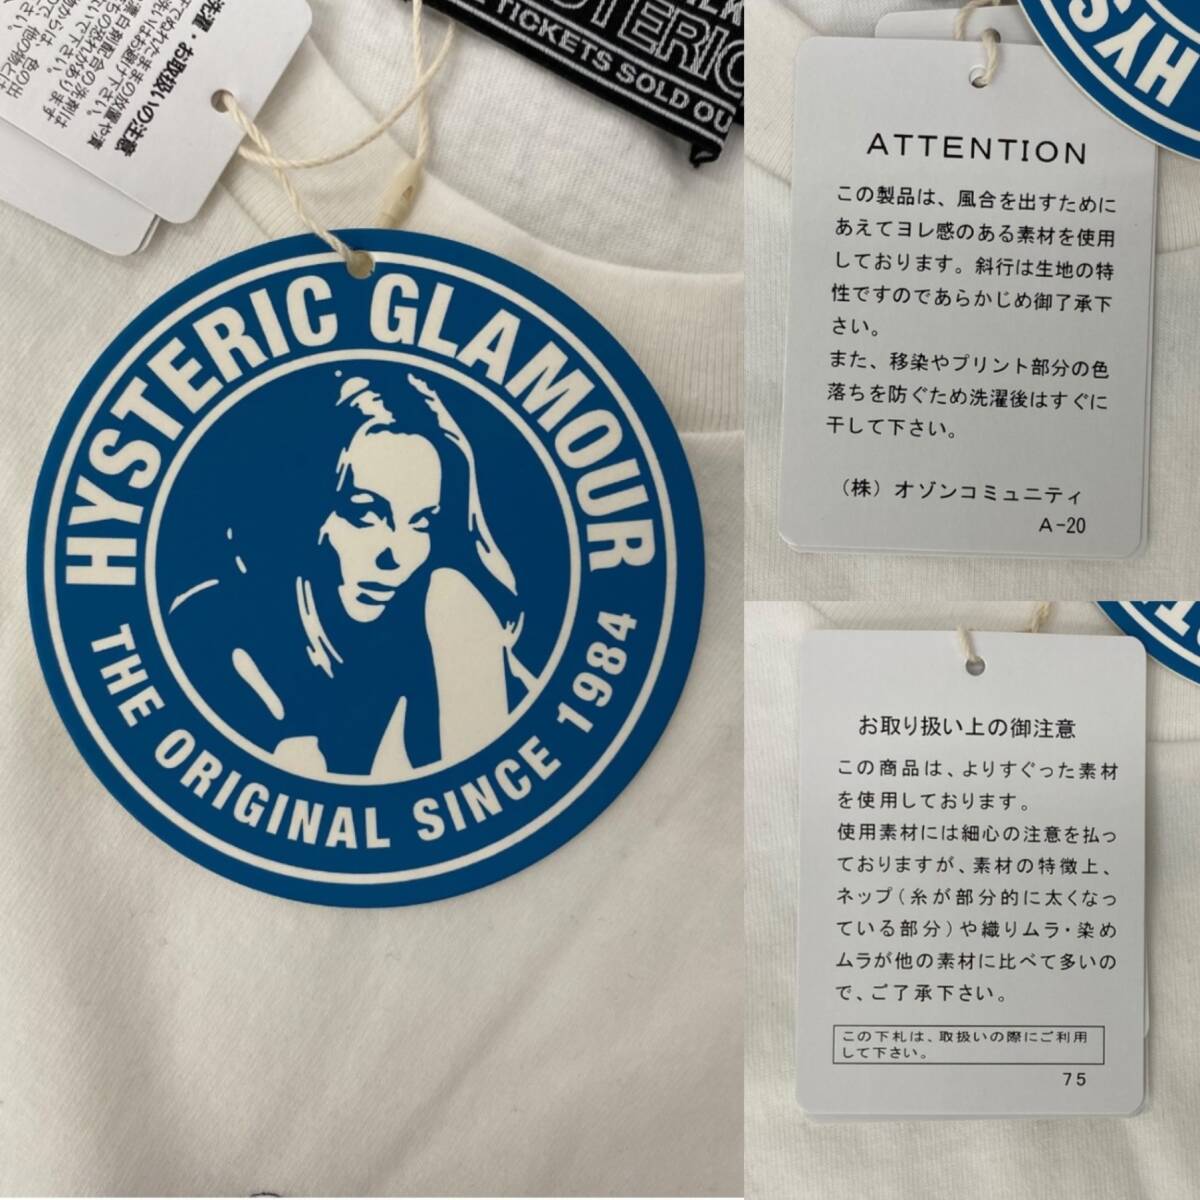 洗濯・お取扱いの注意
TICKETS SOLD OU
HYSTERIC GLAMOUR
THE ORIGINAL SINCE 1984
HYS
ATTENTION
この製品は、風合を出すために
あえてヨレ感のある素材を使用
しております。斜行は生地の特
性ですのであらかじめ御了承下
さい。
また、移染やプリント部分の色
落ちを防ぐため洗濯後はすぐに
干して下さい。
（株）オゾンコミュニティ
A-20
お取り扱い上の御注意
この商品は、よりすぐった素材
を使用しております。
使用素材には細心の注意を払っ
ておりますが、素材の特徴上、
ネップ（糸が部分的に太くなっ
ている部分）や織りムラ・染め
ムラが他の素材に比べて多いの
で、ご了承下さい。
この下札は、取扱いの際にご利用
して下さい。
75